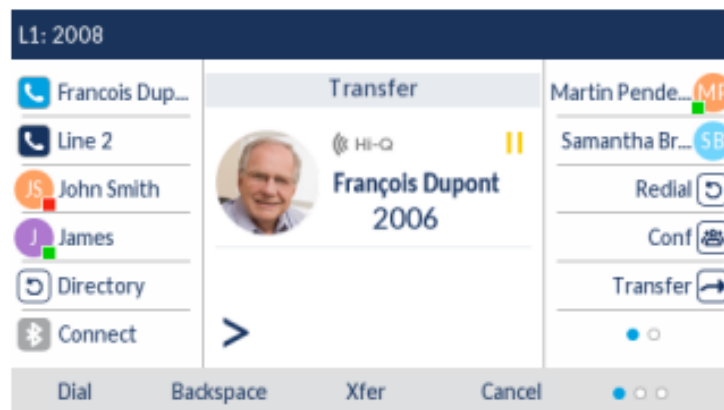 L1: 2008
Francois Dup...
Line 2
JS John Smith
J James
Directory
Connect
Transfer
HI-Q
François Dupont
2006
>
Martin Pende... MP
Samantha Br... SB
Redial
Conf
Transfer
Dial Backspace Xfer Cancel